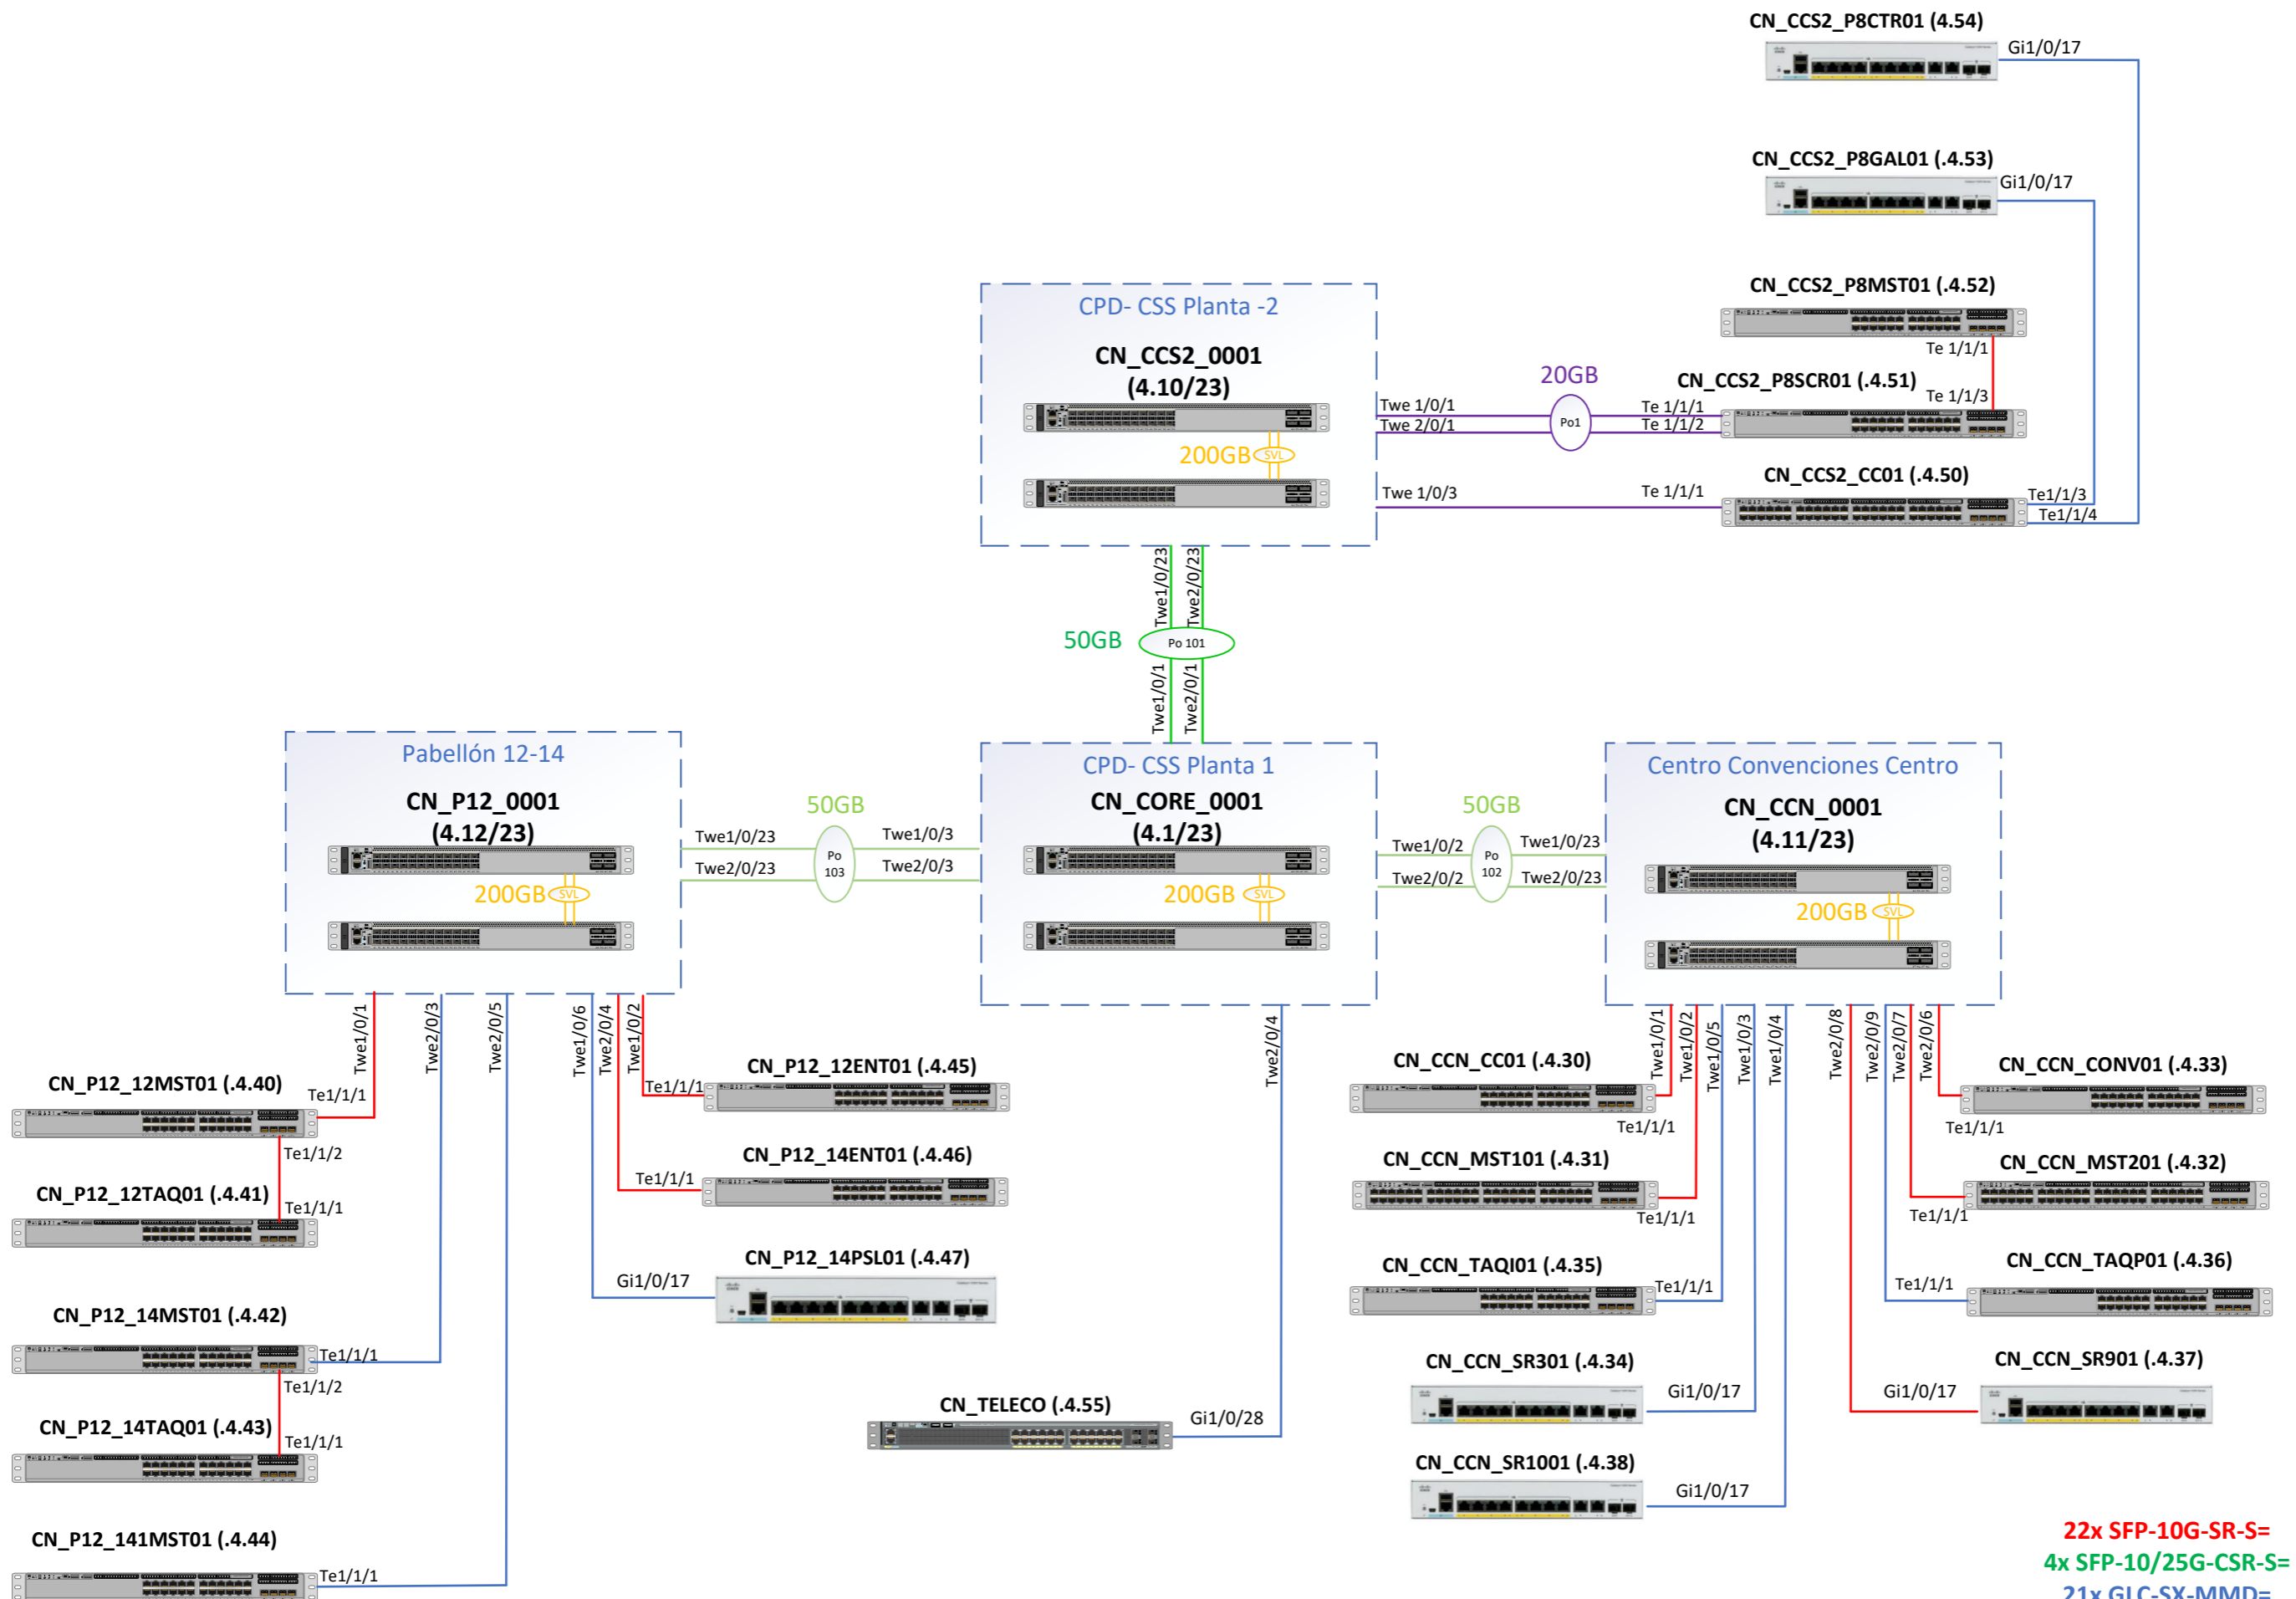 CN_CCS2_P8CTR01 (4.54)
Gi1/0/17
CN_CCS2_P8GAL01 (.4.53)
Gi1/0/17
CN_CCS2_P8MST01 (.4.52)
Te 1/1/1
CPD- CSS Planta -2
CN_CCS2_0001
(4.10/23)
200GB
SVL
Twe 1/0/1
Twe 2/0/1
20GB
Po1
CN_CCS2_P8SCR01 (.4.51)
Te 1/1/3
Te 1/1/1
Te 1/1/2
Twe 1/0/3
Te 1/1/1
CN_CCS2_CC01 (.4.50)
Te1/1/3
Te1/1/4
Twe1/0/23
Twe2/0/23
50GB
Po 101
Twe1/0/1
Twe2/0/1
Pabellón 12-14
CN_P12_0001
(4.12/23)
200GB
SVL
Twe1/0/23
Twe2/0/23
50GB
Po
103
Twe1/0/3
Twe2/0/3
CPD- CSS Planta 1
CN_CORE_0001
(4.1/23)
200GB
SVL
Twe1/0/2
Twe2/0/2
50GB
Po
102
Twe1/0/23
Twe2/0/23
Centro Convenciones Centro
CN_CCN_0001
(4.11/23)
200GB
SVL
Twe1/0/1
Twe2/0/3
Twe2/0/5
Twe1/0/6
Twe2/0/4
Twe1/0/2
Twe2/0/4
Twe1/0/1
Twe1/0/2
Twe1/0/5
Twe1/0/3
Twe1/0/4
Twe2/0/8
Twe2/0/9
Twe2/0/7
Twe2/0/6
CN_P12_12MST01 (.4.40)
Te1/1/1
Te1/1/2
CN_P12_12TAQ01 (.4.41)
Te1/1/1
CN_P12_14MST01 (.4.42)
Te1/1/1
Te1/1/2
CN_P12_14TAQ01 (.4.43)
Te1/1/1
CN_P12_141MST01 (.4.44)
Te1/1/1
CN_P12_12ENT01 (.4.45)
Te1/1/1
CN_P12_14ENT01 (.4.46)
Te1/1/1
CN_P12_14PSL01 (.4.47)
Gi1/0/17
CN_TELECO (.4.55)
Gi1/0/28
CN_CCN_CC01 (.4.30)
Te1/1/1
CN_CCN_MST101 (.4.31)
Te1/1/1
CN_CCN_TAQI01 (.4.35)
Te1/1/1
CN_CCN_SR301 (.4.34)
Gi1/0/17
CN_CCN_SR1001 (.4.38)
Gi1/0/17
CN_CCN_CONV01 (.4.33)
Te1/1/1
CN_CCN_MST201 (.4.32)
Te1/1/1
CN_CCN_TAQP01 (.4.36)
Te1/1/1
CN_CCN_SR901 (.4.37)
Gi1/0/17
22x SFP-10G-SR-S=
4x SFP-10/25G-CSR-S=
21x GLC-SX-MMD=